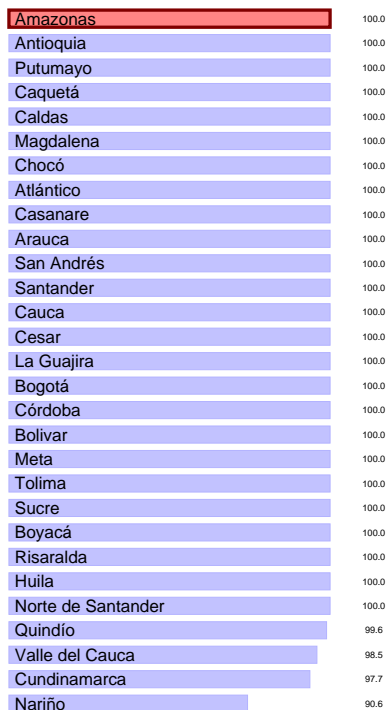 Amazonas 100.0
Antioquia 100.0
Putumayo 100.0
Caquetá 100.0
Caldas 100.0
Magdalena 100.0
Chocó 100.0
Atlántico 100.0
Casanare 100.0
Arauca 100.0
San Andrés 100.0
Santander 100.0
Cauca 100.0
Cesar 100.0
La Guajira 100.0
Bogotá 100.0
Córdoba 100.0
Bolivar 100.0
Meta 100.0
Tolima 100.0
Sucre 100.0
Boyacá 100.0
Risaralda 100.0
Huila 100.0
Norte de Santander 100.0
Quindío 99.6
Valle del Cauca 98.5
Cundinamarca 97.7
Nariño 90.6